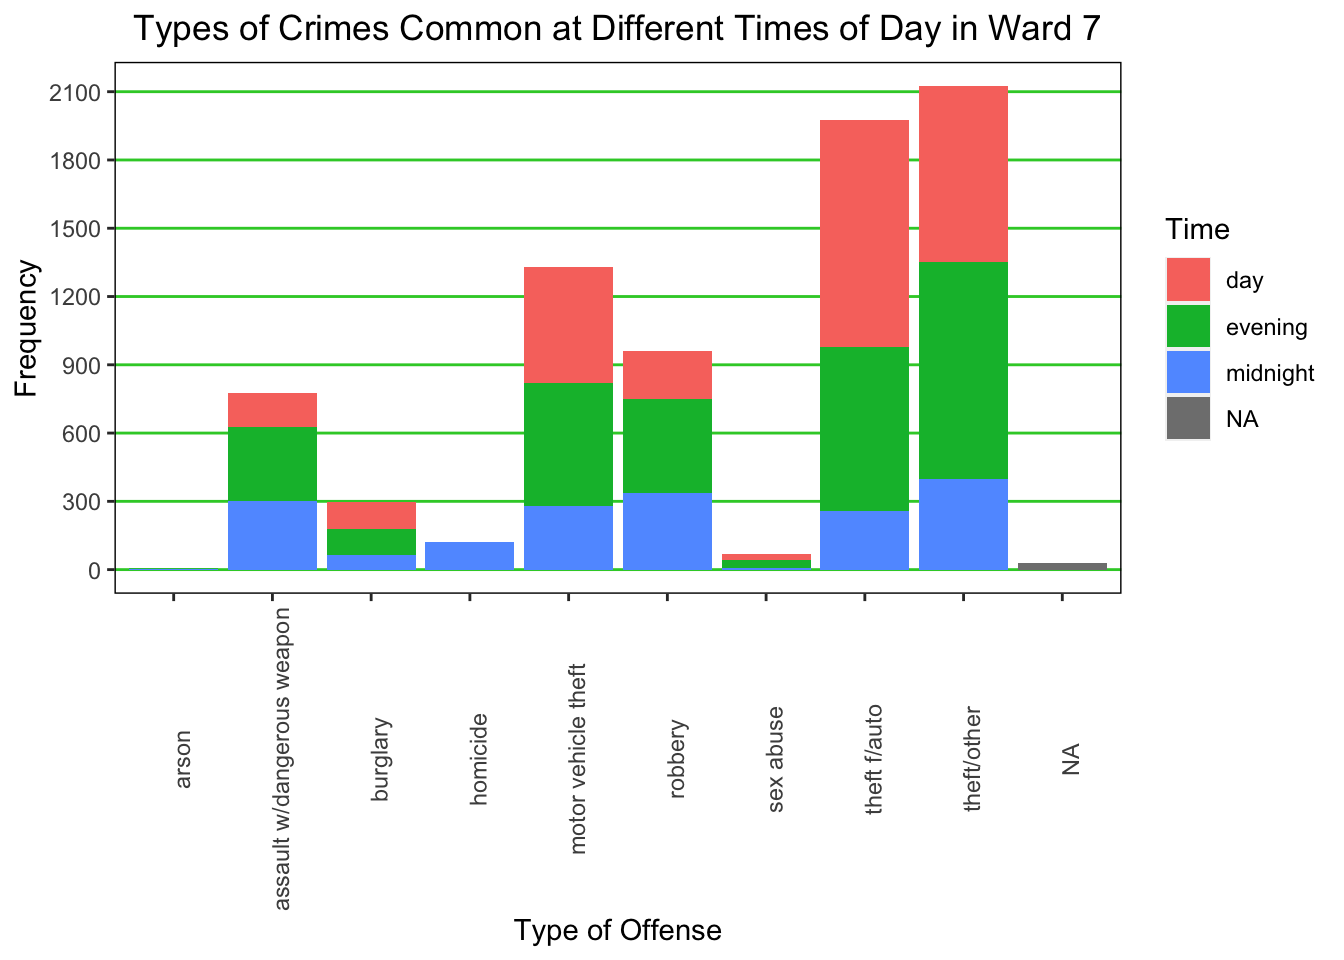 Types of Crimes Common at Different Times of Day in Ward 7
Frequency
2100
1800
1500
1200
900
600
300
0
arson
assault w/dangerous weapon
burglary
homicide
motor vehicle theft
robbery
sex abuse
theft f/auto
theft/other
NA
Type of Offense
Time
day
evening
midnight
NA